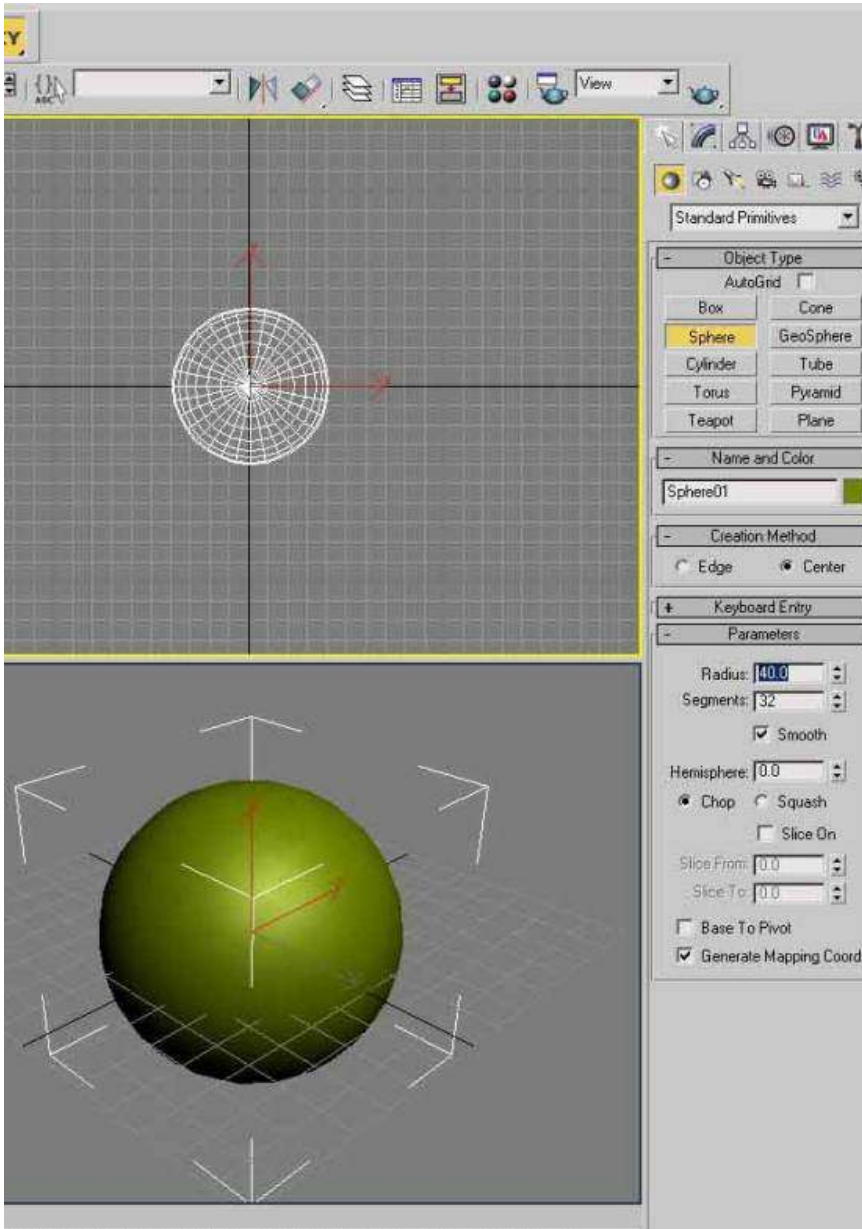 XY
ABC
View
Standard Primitives
- Object Type
AutoGrid
Box Cone
Sphere GeoSphere
Cylinder Tube
Torus Pyramid
Teapot Plane
- Name and Color
Sphere01
- Creation Method
Edge Center
+ Keyboard Entry
- Parameters
Radius: 40.0
Segments: 32
Smooth
Hemisphere: 0.0
Chop Squash
Slice On
Slice From: 0.0
Slice To: 0.0
Base To Pivot
Generate Mapping Coord